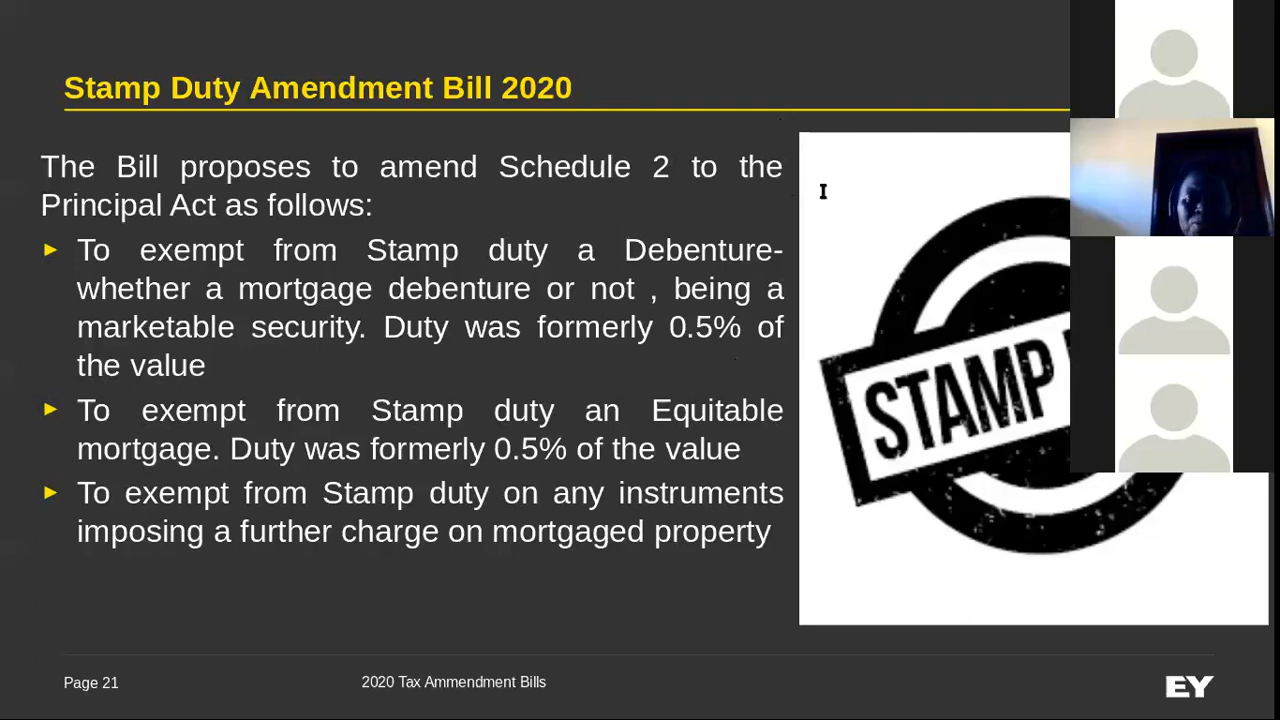 Stamp Duty Amendment Bill 2020
The Bill proposes to amend Schedule 2 to the
Principal Act as follows:
► To exempt from Stamp duty a Debenture-
whether a mortgage debenture or not , being a
marketable security. Duty was formerly 0.5% of
the value
► To exempt from Stamp duty an Equitable
mortgage. Duty was formerly 0.5% of the value
► To exempt from Stamp duty on any instruments
imposing a further charge on mortgaged property
STAMP
Page 21
2020 Tax Ammendment Bills
EY